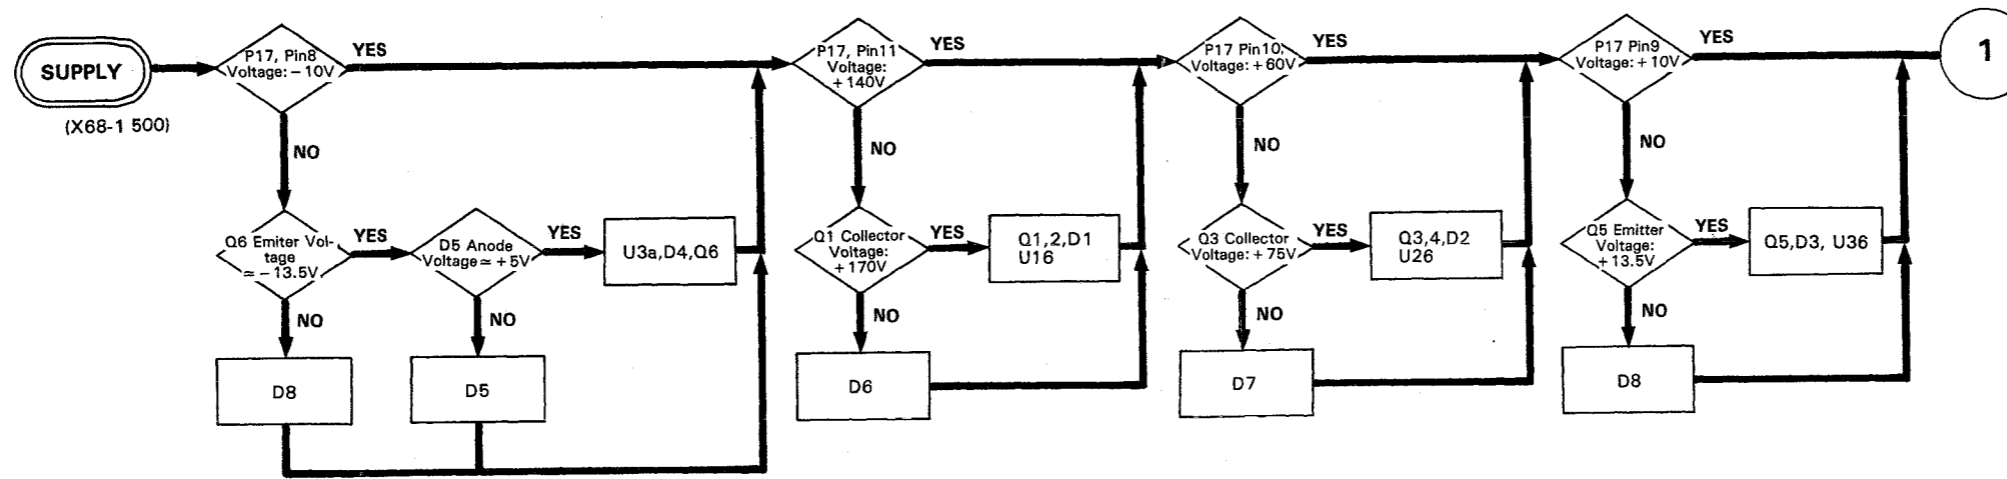 SUPPLY
(X68-1 500)
P17, Pin8
Voltage: – 10V
YES
NO
Q6 Emiter Vol-
tage
≃ – 13.5V
YES
D5 Anode
Voltage ≃ + 5V
YES
U3a,D4,Q6
NO
D8
NO
D5
P17, Pin11
Voltage:
+ 140V
YES
NO
Q1 Collector
Voltage:
+ 170V
YES
Q1,2,D1
U16
NO
D6
P17 Pin10,
Voltage: + 60V
YES
NO
Q3 Collector
Voltage: + 75V
YES
Q3,4,D2
U26
NO
D7
P17 Pin9
Voltage: + 10V
YES
NO
Q5 Emitter
Voltage:
+ 13.5V
YES
Q5,D3, U36
NO
D8
1